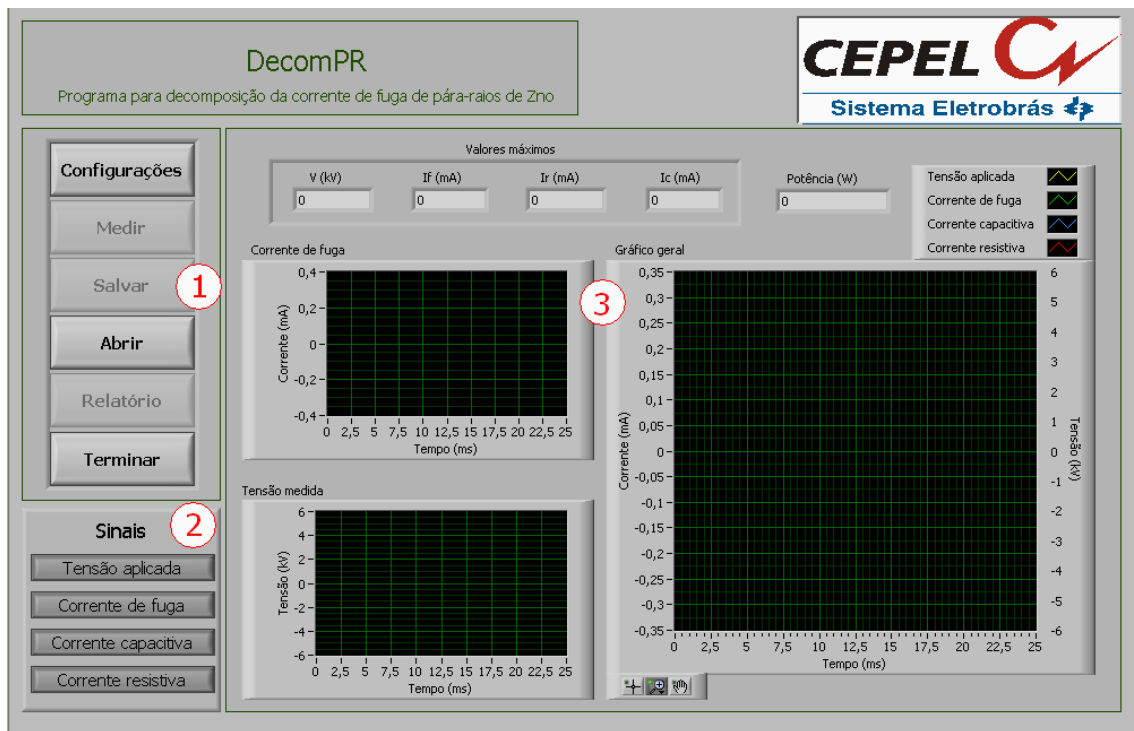 DecomPR
Programa para decomposição da corrente de fuga de pára-raios de Zno
CEPEL
Sistema Eletrobrás
Configurações
Medir
Salvar
1
Abrir
Relatório
Terminar
Sinais
2
Tensão aplicada
Corrente de fuga
Corrente capacitiva
Corrente resistiva
Valores máximos
V (kV) If (mA) Ir (mA) Ic (mA)
0 0 0 0
Potência (W)
0
Tensão aplicada
Corrente de fuga
Corrente capacitiva
Corrente resistiva
Corrente de fuga
Corrente (mA)
0,4
0,2
0
-0,2
-0,4
0 2,5 5 7,5 10 12,5 15 17,5 20 22,5 25
Tempo (ms)
Tensão medida
Tensão (kV)
6
4
2
0
-2
-4
-6
0 2,5 5 7,5 10 12,5 15 17,5 20 22,5 25
Tempo (ms)
Gráfico geral
3
Corrente (mA)
0,35
0,3
0,25
0,2
0,15
0,1
0,05
0
-0,05
-0,1
-0,15
-0,2
-0,25
-0,3
-0,35
6
5
4
3
2
1
0
-1
-2
-3
-4
-5
-6
Tensão (kV)
0 2,5 5 7,5 10 12,5 15 17,5 20 22,5 25
Tempo (ms)